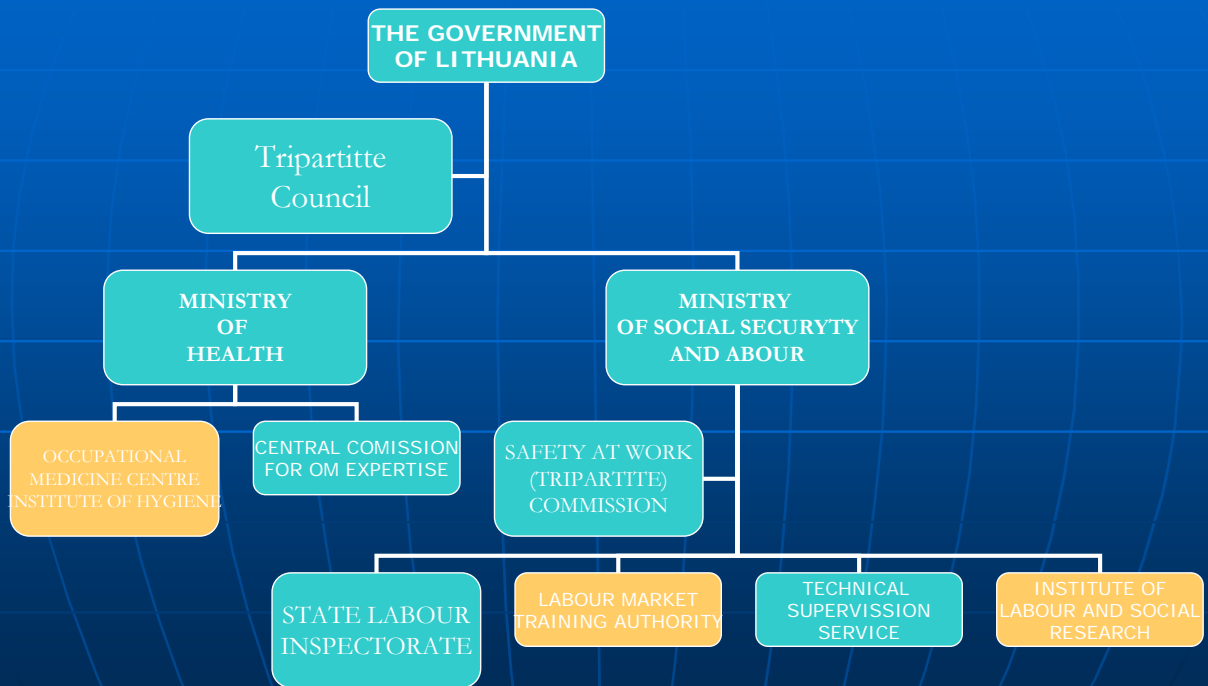 THE GOVERNMENT
OF LITHUANIA
Tripartitte
Council
MINISTRY
OF
HEALTH
MINISTRY
OF SOCIAL SECURYTY
AND ABOUR
OCCUPATIONAL
MEDICINE CENTRE
INSTITUTE OF HYGIENE
CENTRAL COMISSION
FOR OM EXPERTISE
SAFETY AT WORK
(TRIPARTITE)
COMMISSION
STATE LABOUR
INSPECTORATE
LABOUR MARKET
TRAINING AUTHORITY
TECHNICAL
SUPERVISSION
SERVICE
INSTITUTE OF
LABOUR AND SOCIAL
RESEARCH